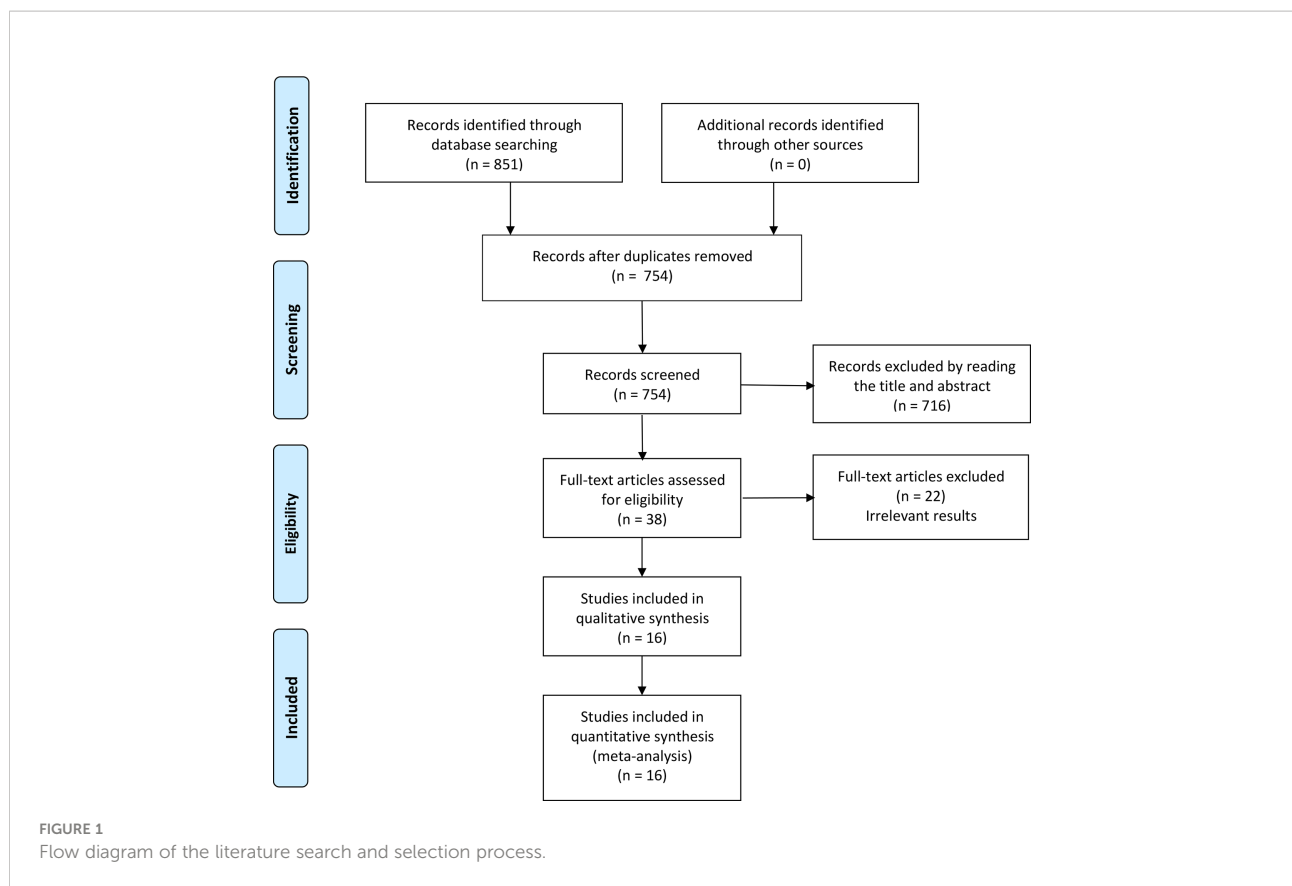 Identification
Records identified through
database searching
(n = 851)
Additional records identified
through other sources
(n = 0)
Records after duplicates removed
(n = 754)
Screening
Records screened
(n = 754)
Records excluded by reading
the title and abstract
(n = 716)
Eligibility
Full-text articles assessed
for eligibility
(n = 38)
Full-text articles excluded
(n = 22)
Irrelevant results
Studies included in
qualitative synthesis
(n = 16)
Included
Studies included in
quantitative synthesis
(meta-analysis)
(n = 16)
FIGURE 1
Flow diagram of the literature search and selection process.